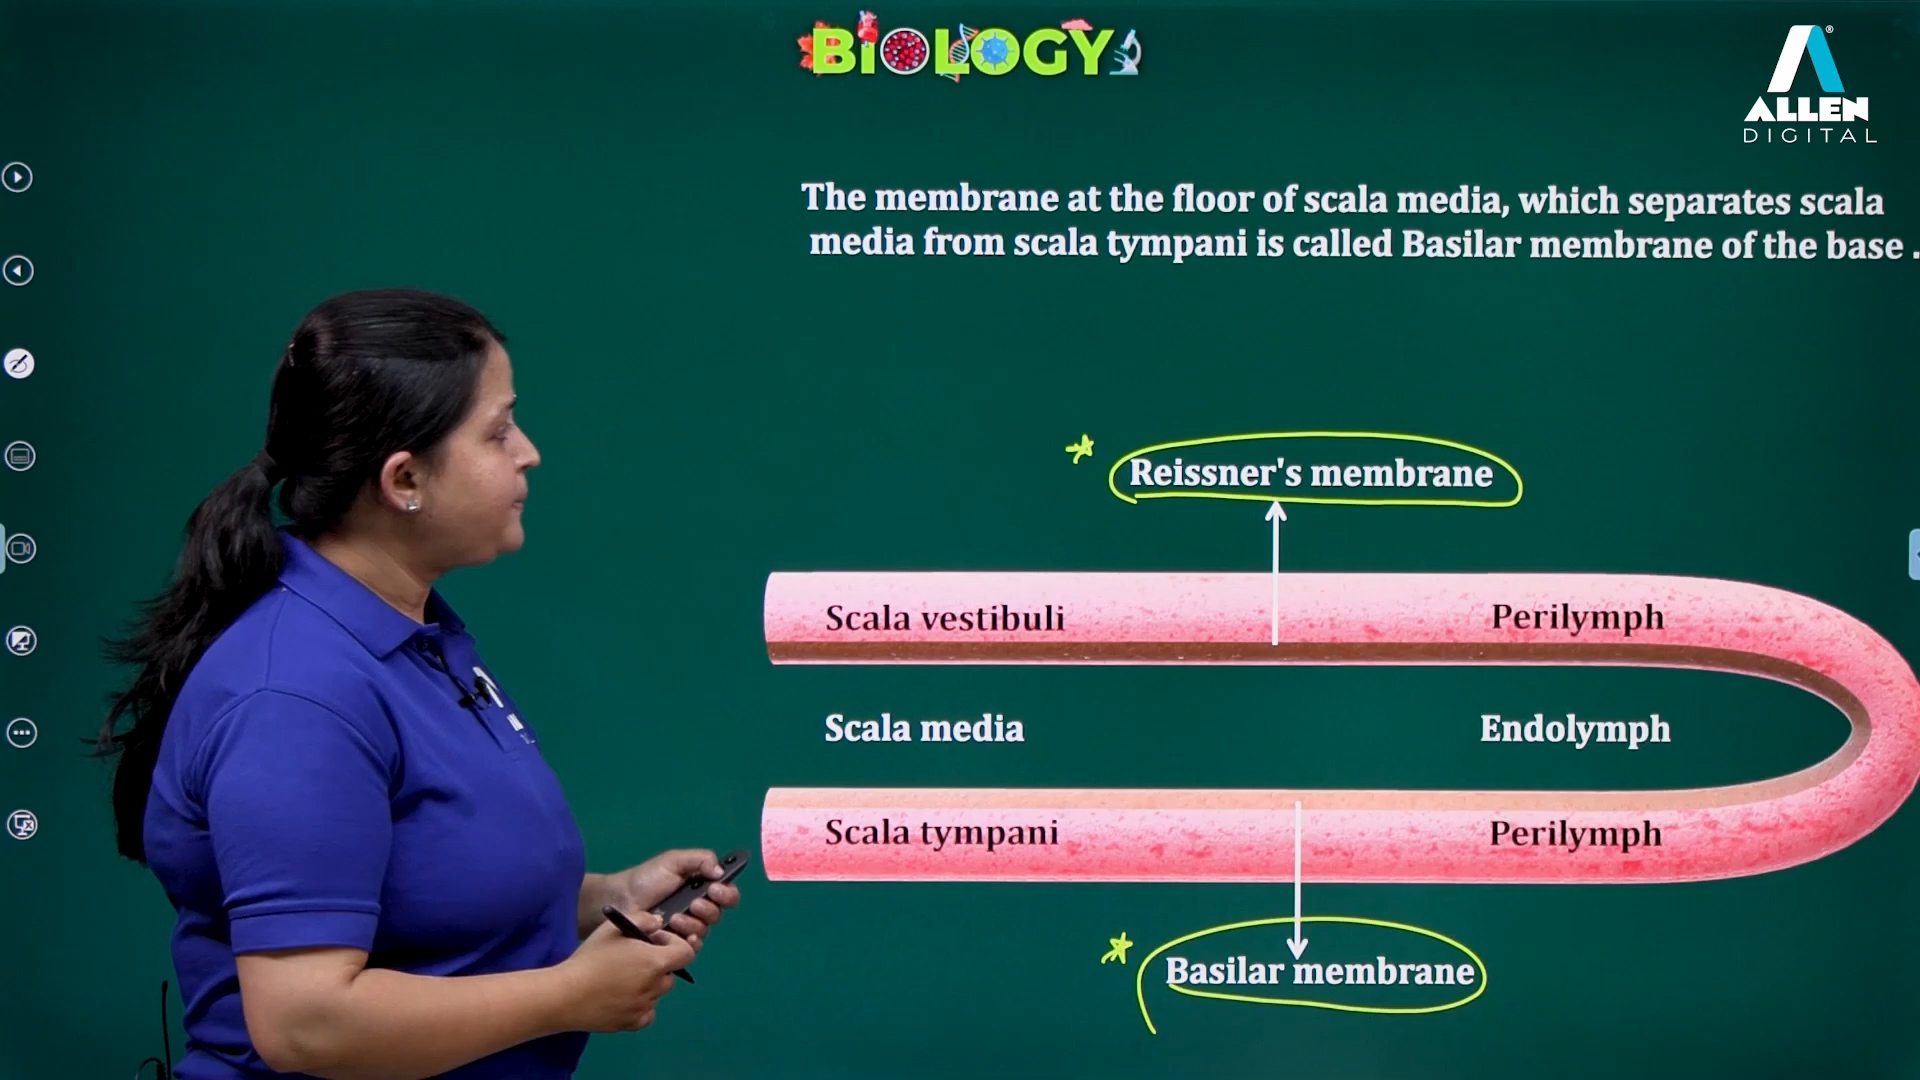 BIOLOGY
ALLEN
DIGITAL
The membrane at the floor of scala media, which separates scala
media from scala tympani is called Basilar membrane of the base .
Reissner's membrane
Scala vestibuli Perilymph
Scala media Endolymph
Scala tympani Perilymph
Basilar membrane